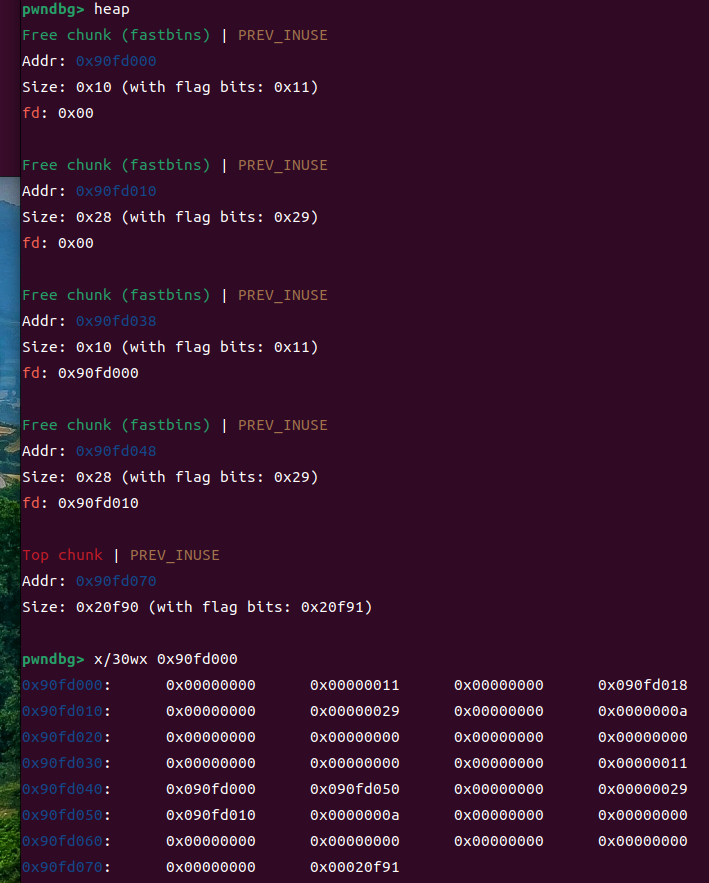 pwndbg> heap
Free chunk (fastbins) | PREV_INUSE
Addr: 0x90fd000
Size: 0x10 (with flag bits: 0x11)
fd: 0x00
Free chunk (fastbins) | PREV_INUSE
Addr: 0x90fd010
Size: 0x28 (with flag bits: 0x29)
fd: 0x00
Free chunk (fastbins) | PREV_INUSE
Addr: 0x90fd038
Size: 0x10 (with flag bits: 0x11)
fd: 0x90fd000
Free chunk (fastbins) | PREV_INUSE
Addr: 0x90fd048
Size: 0x28 (with flag bits: 0x29)
fd: 0x90fd010
Top chunk | PREV_INUSE
Addr: 0x90fd070
Size: 0x20f90 (with flag bits: 0x20f91)
pwndbg> x/30wx 0x90fd000
0x90fd000: 0x00000000 0x00000011 0x00000000 0x090fd018
0x90fd010: 0x00000029 0x00000000 0x0000000a
0x90fd020: 0x00000000 0x00000000 0x00000000 0x00000000
0x90fd030: 0x00000000 0x00000000 0x00000000 0x00000011
0x90fd040: 0x090fd000 0x090fd050 0x00000000 0x00000029
0x90fd050: 0x090fd010 0x0000000a 0x00000000 0x00000000
0x90fd060: 0x00000000 0x00000000 0x00000000 0x00000000
0x90fd070: 0x00000000 0x00020f91